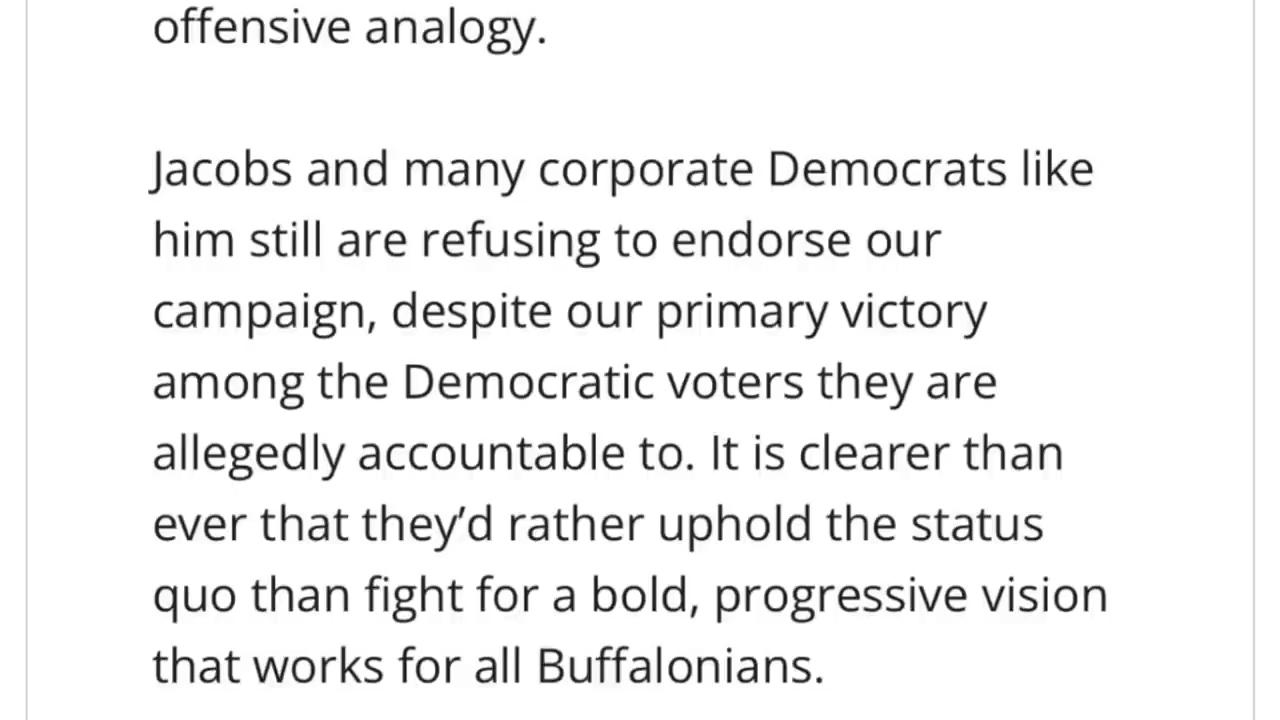 offensive analogy.
Jacobs and many corporate Democrats like
him still are refusing to endorse our
campaign, despite our primary victory
among the Democratic voters they are
allegedly accountable to. It is clearer than
ever that they’d rather uphold the status
quo than fight for a bold, progressive vision
that works for all Buffalonians.